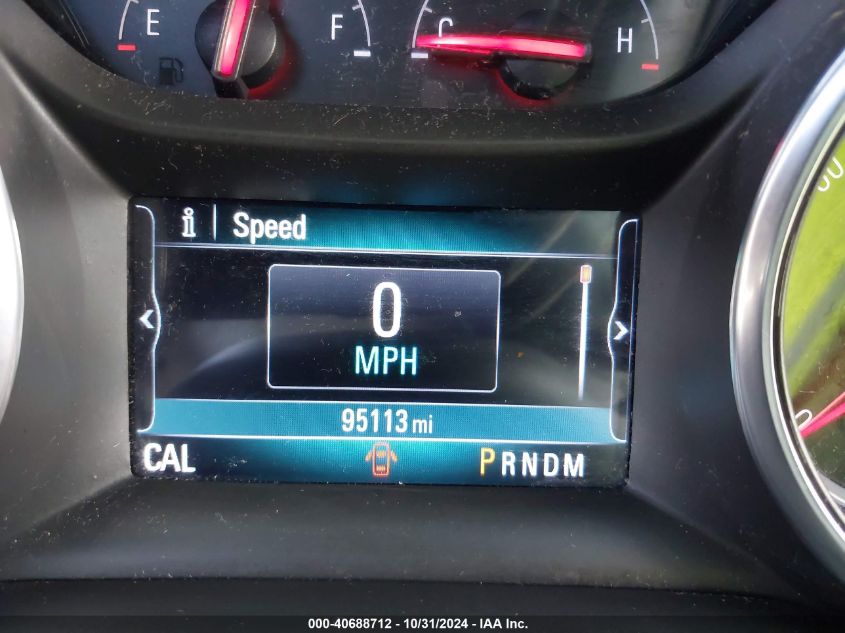 E F C H
i Speed
0
MPH
95113 mi
CAL PRNDM
000-40688712 - 10/31/2024 - IAA Inc.